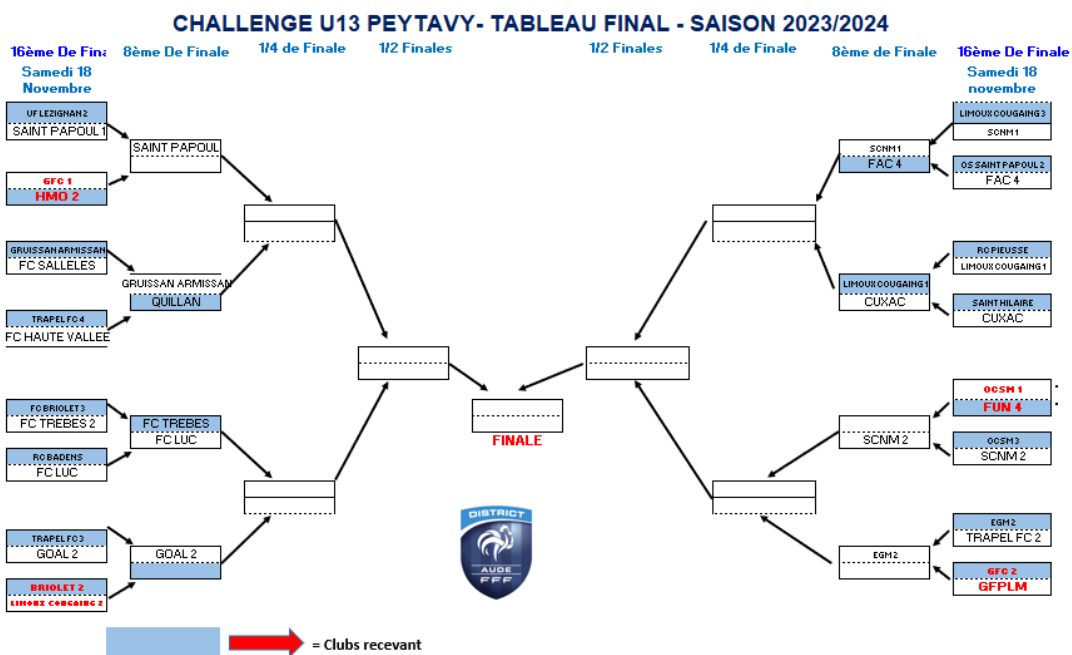 CHALLENGE U13 PEYTAVY- TABLEAU FINAL - SAISON 2023/2024
16ème De Fina
8ème De Finale
1/4 de Finale
1/2 Finales
1/2 Finales
1/4 de Finale
8ème de Finale
16ème De Finale
Samedi 18
Novembre
Samedi 18
novembre
UF LEZIGNAN 2
SAINT PAPOUL 1
GFC 1
HMO 2
GRUISSAN ARMISSAN
FC SALLELES
TRAPEL FC 4
FC HAUTE VALLEE
FC BRIOLET 3
FC TREBES 2
RC BADENS
FC LUC
TRAPEL FC 3
GOAL 2
BRIOLET 2
LIMOUX COUGAING 2
SAINT PAPOUL
GRUISSAN ARMISSAN
QUILLAN
FC TREBES
FC LUC
GOAL 2
FINALE
DISTRICT
AUDE
FFF
SCNM 1
FAC 4
LIMOUX COUGAING 1
CUXAC
SCNM 2
EGM 2
LIMOUX COUGAING 3
SCNM 1
OS SAINT PAPOUL 2
FAC 4
RC PIEUSSE
LIMOUX COUGAING 1
SAINT HILAIRE
CUXAC
OCSM 1
FUN 4
OCSM 3
SCNM 2
EGM 2
TRAPEL FC 2
GFC 2
GFPLM
= Clubs recevant